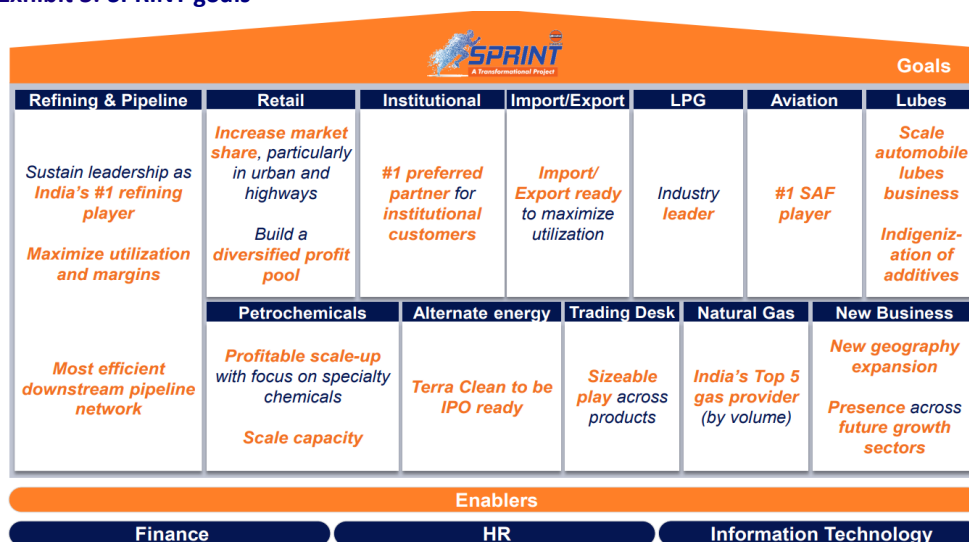 Exhibit 3: SPRINT goals
SPRINT
A Transformational Project
Goals
Refining & Pipeline
Sustain leadership as
India's #1 refining
player
Maximize utilization
and margins
Most efficient
downstream pipeline
network
Retail
Increase market
share, particularly
in urban and
highways
Build a
diversified profit
pool
Institutional
#1 preferred
partner for
institutional
customers
Import/Export
Import/
Export ready
to maximize
utilization
LPG
Industry
leader
Aviation
#1 SAF
player
Lubes
Scale
automobile
lubes
business
Indigeniz-
ation of
additives
Petrochemicals
Profitable scale-up
with focus on specialty
chemicals
Scale capacity
Alternate energy
Terra Clean to be
IPO ready
Trading Desk
Sizeable
play across
products
Natural Gas
India's Top 5
gas provider
(by volume)
New Business
New geography
expansion
Presence across
future growth
sectors
Enablers
Finance
HR
Information Technology